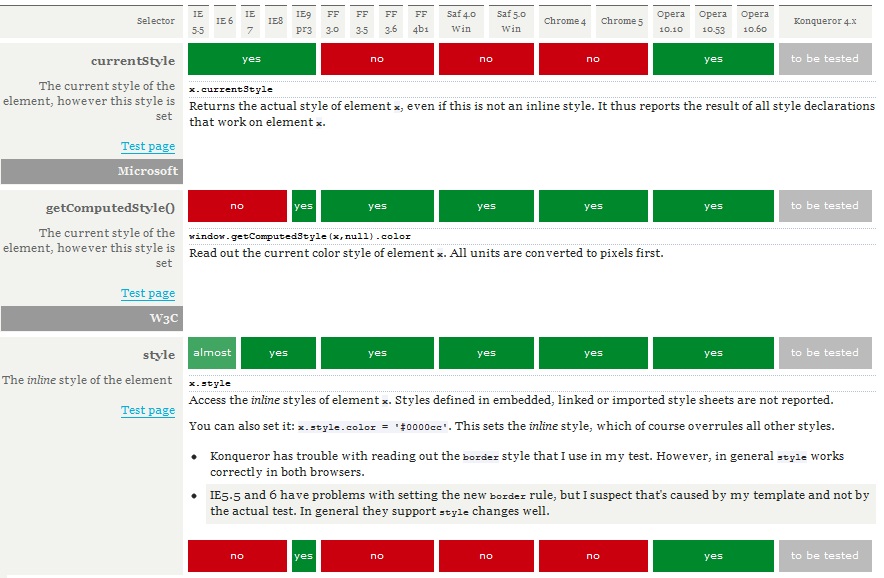 Selector IE 5.5 IE 6 IE 7 IE8 IE9 pr3 FF 3.0 FF 3.5 FF 3.6 FF 4b1 Saf 4.0 Win Saf 5.0 Win Chrome 4 Chrome 5 Opera 10.10 Opera 10.53 Opera 10.60 Konqueror 4.x
currentStyle yes no no no yes to be tested
The current style of the
element, however this style is
set
Test page
Microsoft
x.currentStyle
Returns the actual style of element x, even if this is not an inline style. It thus reports the result of all style declarations
that work on element x.
getComputedStyle() no yes yes yes yes yes to be tested
The current style of the
element, however this style is
set
Test page
W3C
window.getComputedStyle(x,null).color
Read out the current color style of element x. All units are converted to pixels first.
style almost yes yes yes yes yes to be tested
The inline style of the element
Test page
x.style
Access the inline styles of element x. Styles defined in embedded, linked or imported style sheets are not reported.
You can also set it: x.style.color = '#0000cc'. This sets the inline style, which of course overrules all other styles.
• Konqueror has trouble with reading out the border style that I use in my test. However, in general style works
correctly in both browsers.
• IE5.5 and 6 have problems with setting the new border rule, but I suspect that's caused by my template and not by
the actual test. In general they support style changes well.
no yes no no no yes to be tested